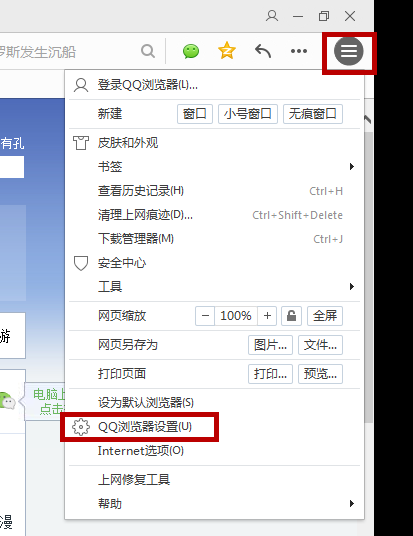 罗斯发生沉船
登录QQ浏览器(L)...
新建 窗口 小号窗口 无痕窗口
有孔
皮肤和外观
书签
查看历史记录(H) Ctrl+H
清理上网痕迹(D)... Ctrl+Shift+Delete
下载管理器(M) Ctrl+J
安全中心
工具
网页缩放 − 100% + 全屏
游
网页另存为 图片... 文件...
打印页面 打印... 预览...
电脑上
点击
设为默认浏览器(S)
QQ浏览器设置(U)
Internet选项(O)
上网修复工具
帮助
漫